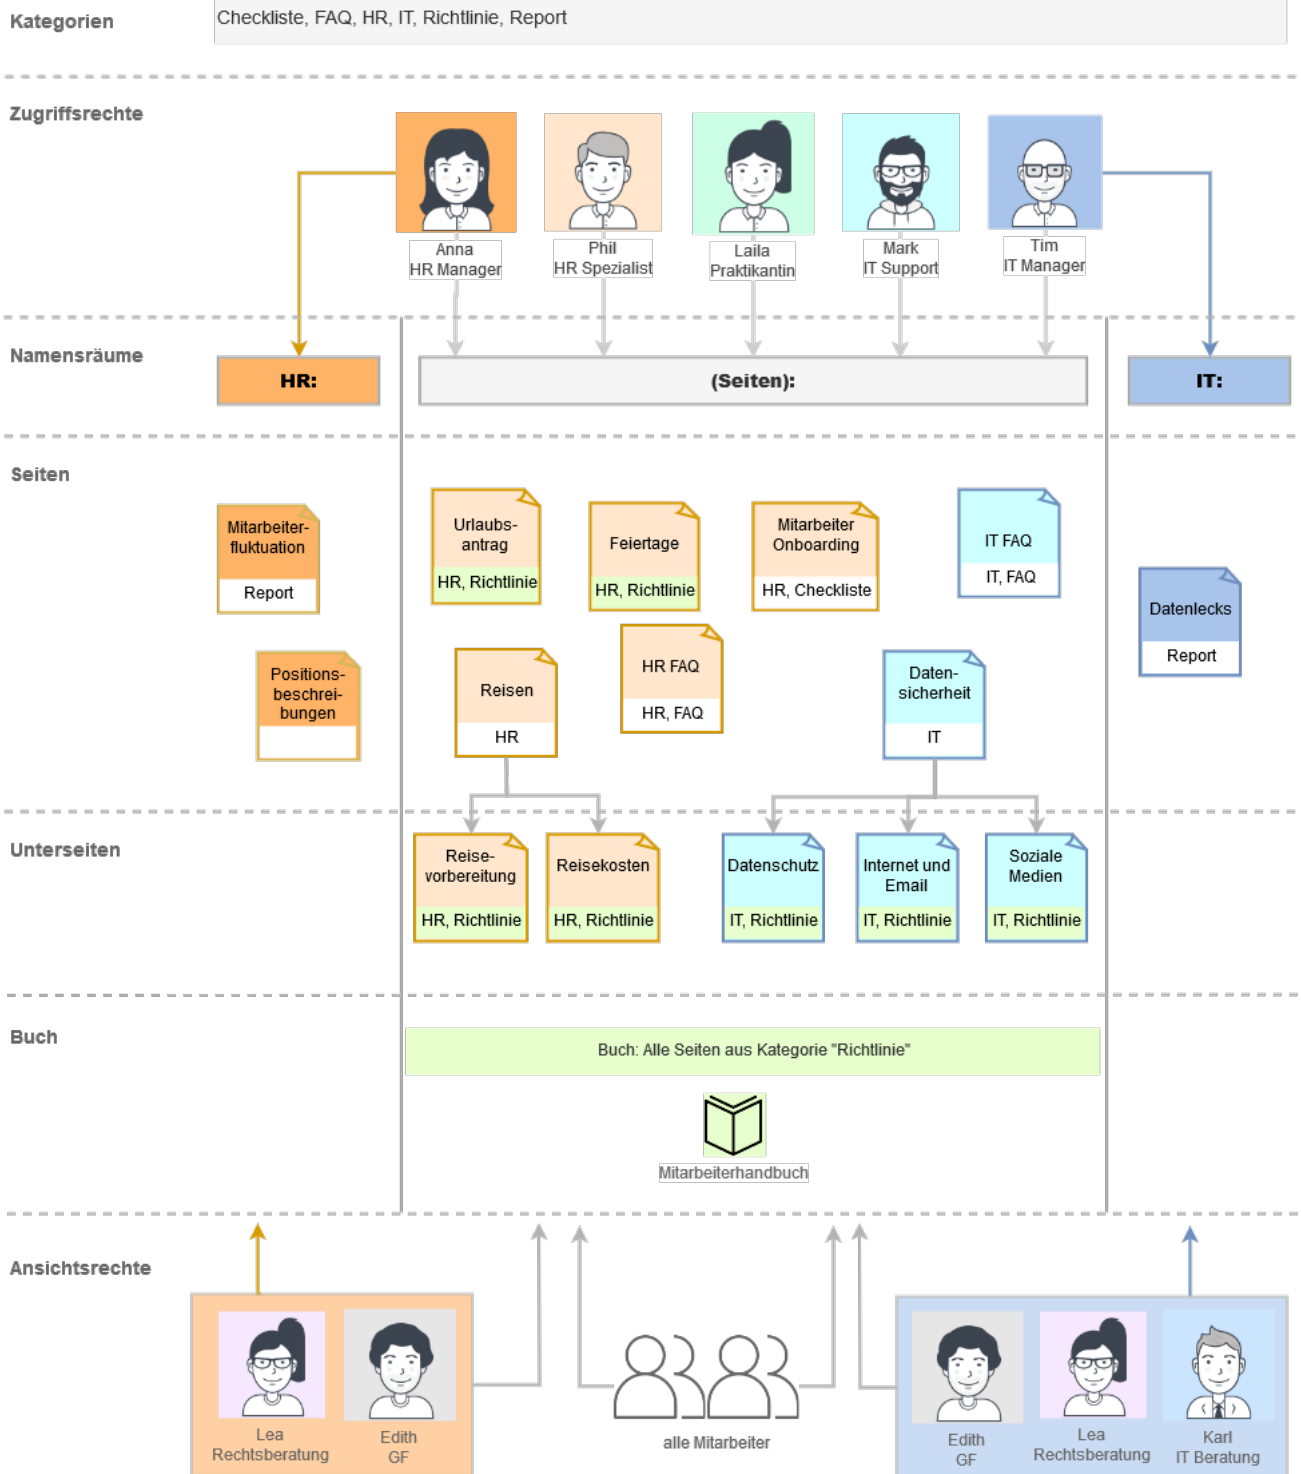 Kategorien
Checkliste, FAQ, HR, IT, Richtlinie, Report
Zugriffsrechte
Anna
HR Manager
Phil
HR Spezialist
Laila
Praktikantin
Mark
IT Support
Tim
IT Manager
Namensräume
HR:
(Seiten):
IT:
Seiten
Mitarbeiter-
fluktuation
Report
Urlaubs-
antrag
HR, Richtlinie
Feiertage
HR, Richtlinie
Mitarbeiter
Onboarding
HR, Checkliste
IT FAQ
IT, FAQ
Datenlecks
Report
Positions-
beschrei-
bungen
Reisen
HR
HR FAQ
HR, FAQ
Daten-
sicherheit
IT
Unterseiten
Reise-
vorbereitung
HR, Richtlinie
Reisekosten
HR, Richtlinie
Datenschutz
IT, Richtlinie
Internet und
Email
IT, Richtlinie
Soziale
Medien
IT, Richtlinie
Buch
Buch: Alle Seiten aus Kategorie "Richtlinie"
Mitarbeiterhandbuch
Ansichtsrechte
Lea
Rechtsberatung
Edith
GF
alle Mitarbeiter
Edith
GF
Lea
Rechtsberatung
Karl
IT Beratung